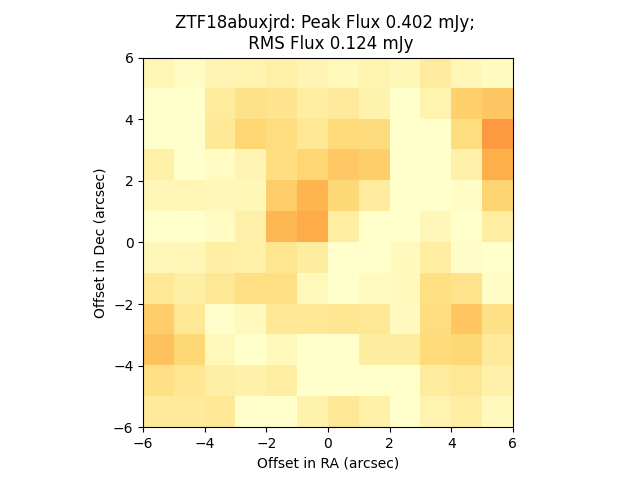 ZTF18abuxjrd: Peak Flux 0.402 mJy;
RMS Flux 0.124 mJy
6
4
2
0
−2
−4
−6
Offset in Dec (arcsec)
−6 −4 −2 0 2 4 6
Offset in RA (arcsec)